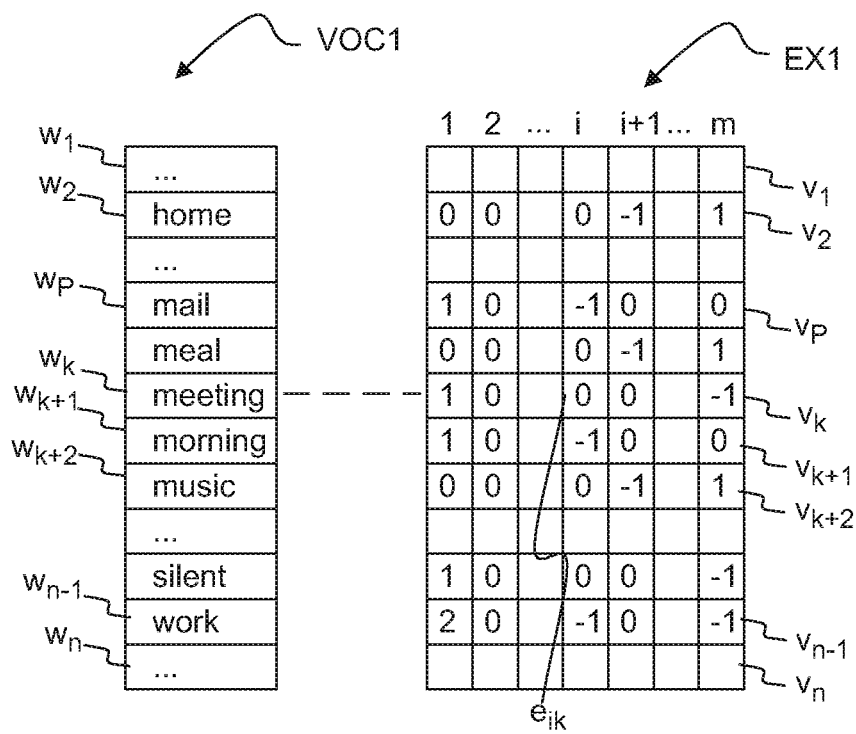 VOC1
EX1
1 2 ... i i+1 ... m
w1 ... v1
w2 home 0 0 0 -1 1 v2
...
wP mail 1 0 -1 0 0 vP
meal 0 0 0 -1 1
wk meeting 1 0 0 0 -1 vk
wk+1 morning 1 0 -1 0 0 vk+1
wk+2 music 0 0 0 -1 1 vk+2
...
silent 1 0 0 0 -1
wn-1 work 2 0 -1 0 -1 vn-1
wn ... vn
eik